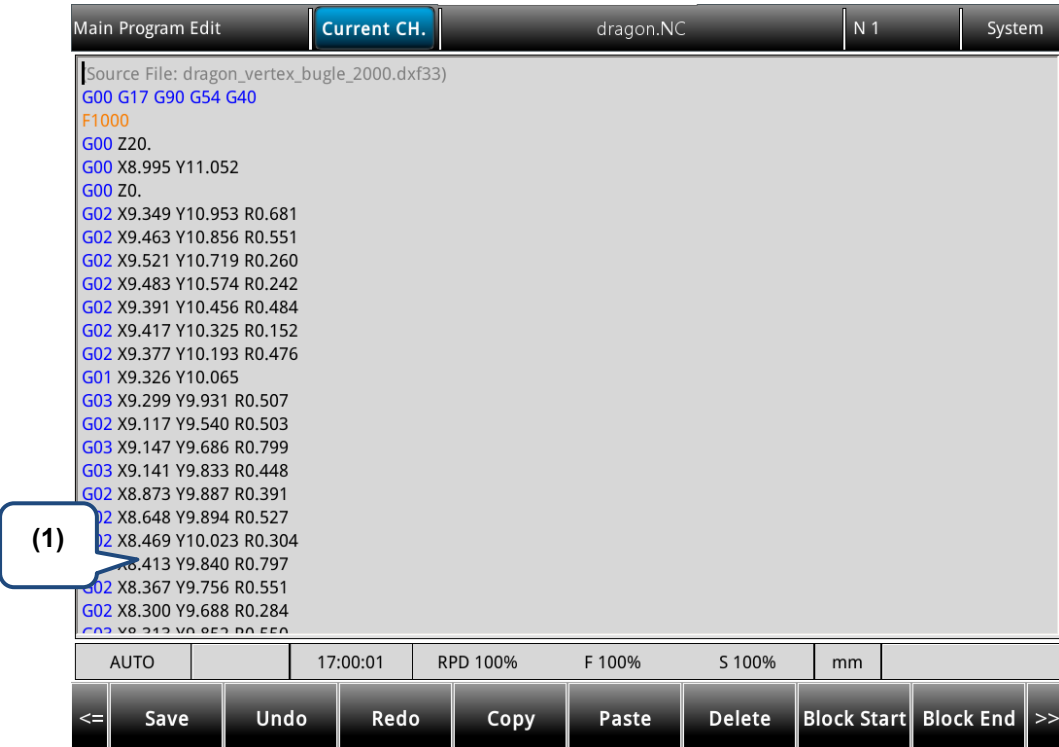 Main Program Edit Current CH. dragon.NC N 1 System
(Source File: dragon_vertex_bugle_2000.dxf33)
G00 G17 G90 G54 G40
F1000
G00 Z20.
G00 X8.995 Y11.052
G00 Z0.
G02 X9.349 Y10.953 R0.681
G02 X9.463 Y10.856 R0.551
G02 X9.521 Y10.719 R0.260
G02 X9.483 Y10.574 R0.242
G02 X9.391 Y10.456 R0.484
G02 X9.417 Y10.325 R0.152
G02 X9.377 Y10.193 R0.476
G01 X9.326 Y10.065
G03 X9.299 Y9.931 R0.507
G02 X9.117 Y9.540 R0.503
G03 X9.147 Y9.686 R0.799
G03 X9.141 Y9.833 R0.448
G02 X8.873 Y9.887 R0.391
X8.648 Y9.894 R0.527
(1)
X8.469 Y10.023 R0.304
X8.413 Y9.840 R0.797
G02 X8.367 Y9.756 R0.551
G02 X8.300 Y9.688 R0.284
AUTO 17:00:01 RPD 100% F 100% S 100% mm
<= Save Undo Redo Copy Paste Delete Block Start Block End >>